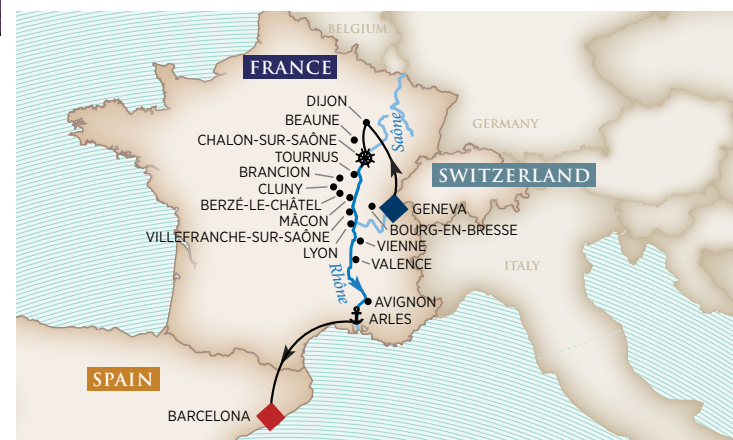 BELGIUM
FRANCE
DIJON
BEAUNE
Saône
GERMANY
CHALON-SUR-SAÔNE
TOURNUS
BRANCION
SWITZERLAND
CLUNY
BERZÉ-LE-CHÂTEL
GENEVA
MÂCON
BOURG-EN-BRESSE
VILLEFRANCHE-SUR-SAÔNE
VIENNE
LYON
VALENCE
ITALY
Rhône
AVIGNON
ARLES
SPAIN
BARCELONA